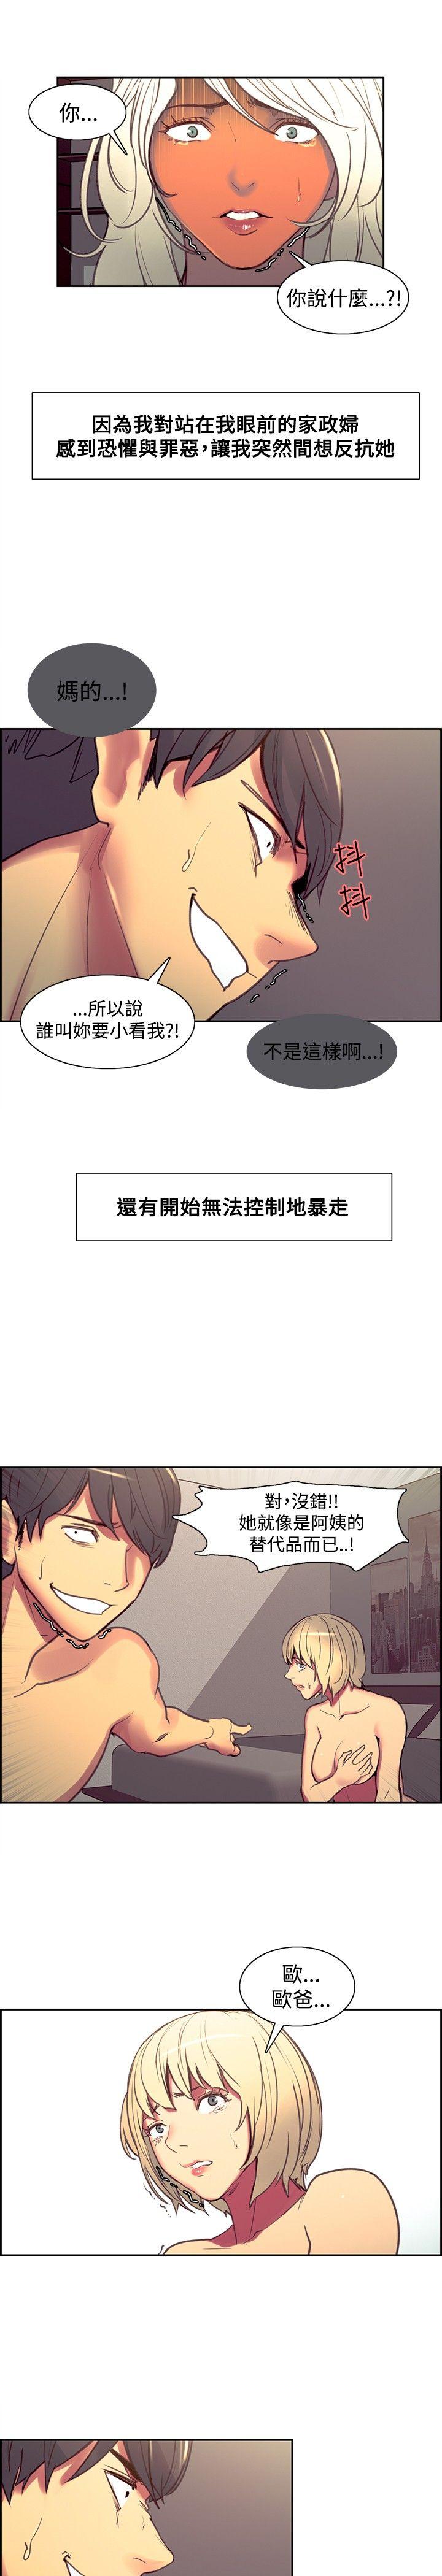 你...
你說什麼...?!
因為我對站在我眼前的家政婦
感到恐懼與罪惡，讓我突然間想反抗她
媽的...!
抖
抖
...所以說
誰叫妳要小看我?!
不是這樣啊...!
還有開始無法控制地暴走
對，沒錯!!
她就像是阿姨的
替代品而已..!
歐...
歐爸...